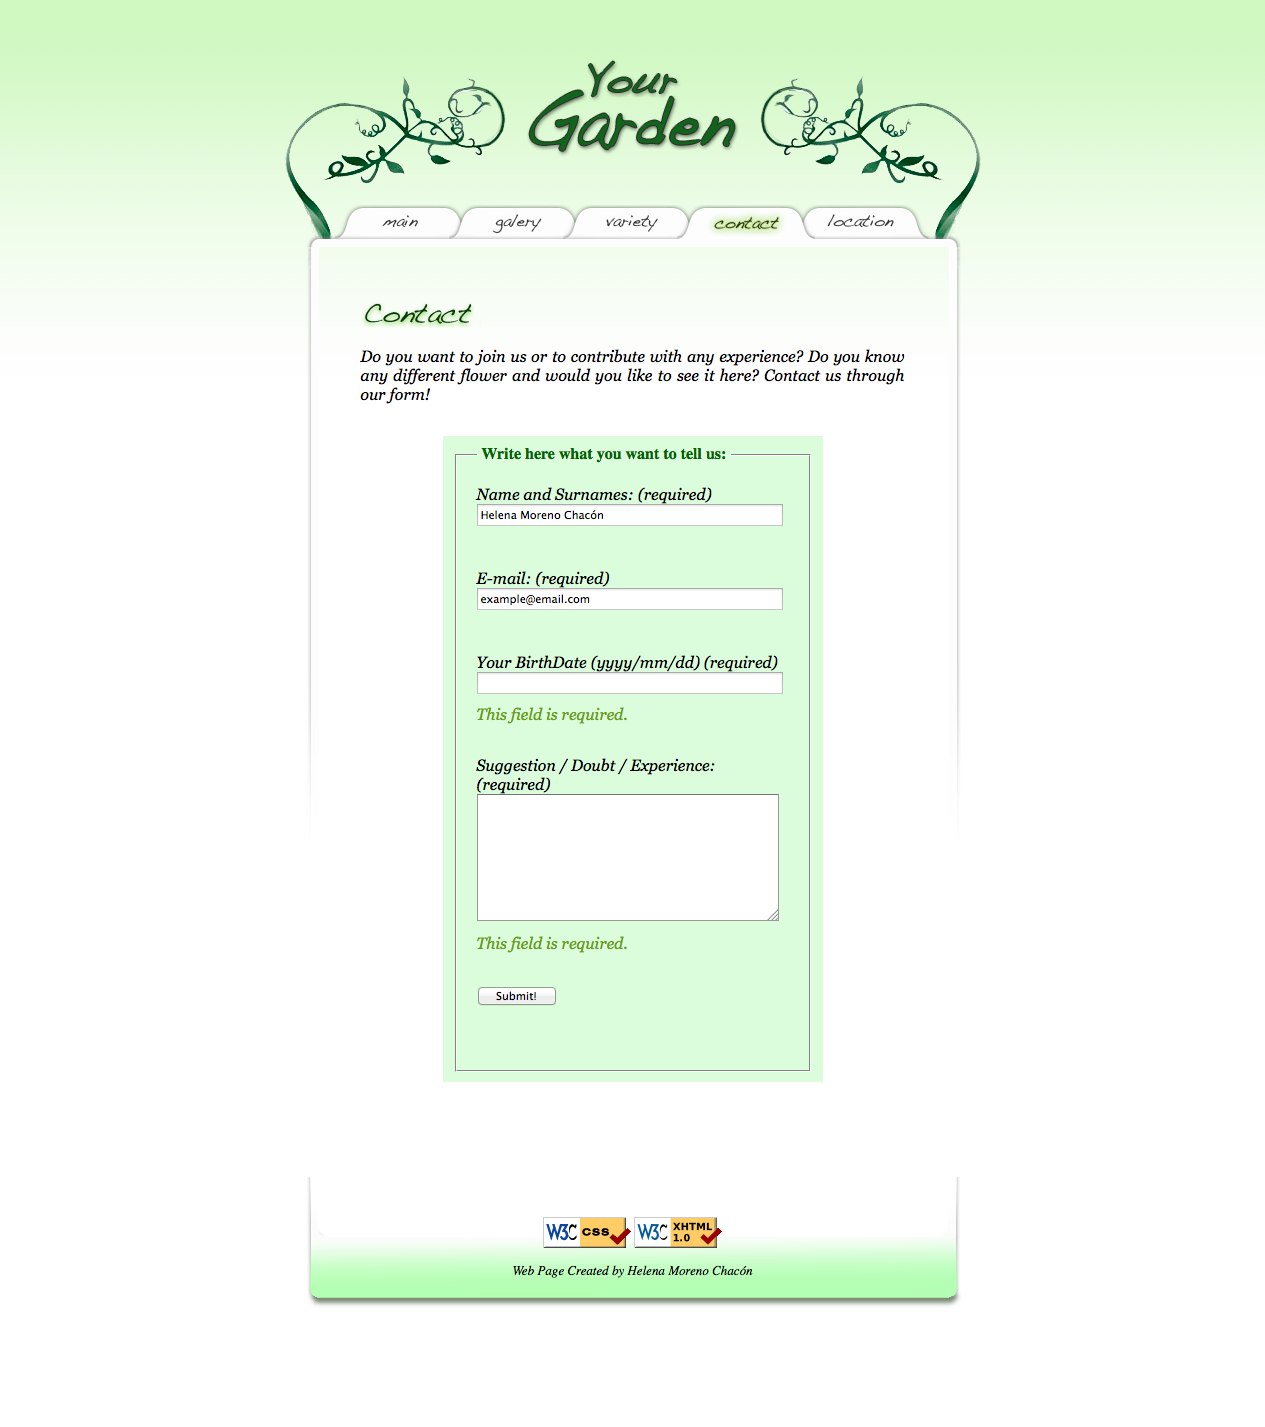 Your
Garden
main galery variety contact location
Contact
Do you want to join us or to contribute with any experience? Do you know
any different flower and would you like to see it here? Contact us through
our form!
Write here what you want to tell us:
Name and Surnames: (required)
Helena Moreno Chacón
E-mail: (required)
example@email.com
Your BirthDate (yyyy/mm/dd) (required)
This field is required.
Suggestion / Doubt / Experience:
(required)
This field is required.
Submit!
W3C CSS W3C XHTML 1.0
Web Page Created by Helena Moreno Chacón